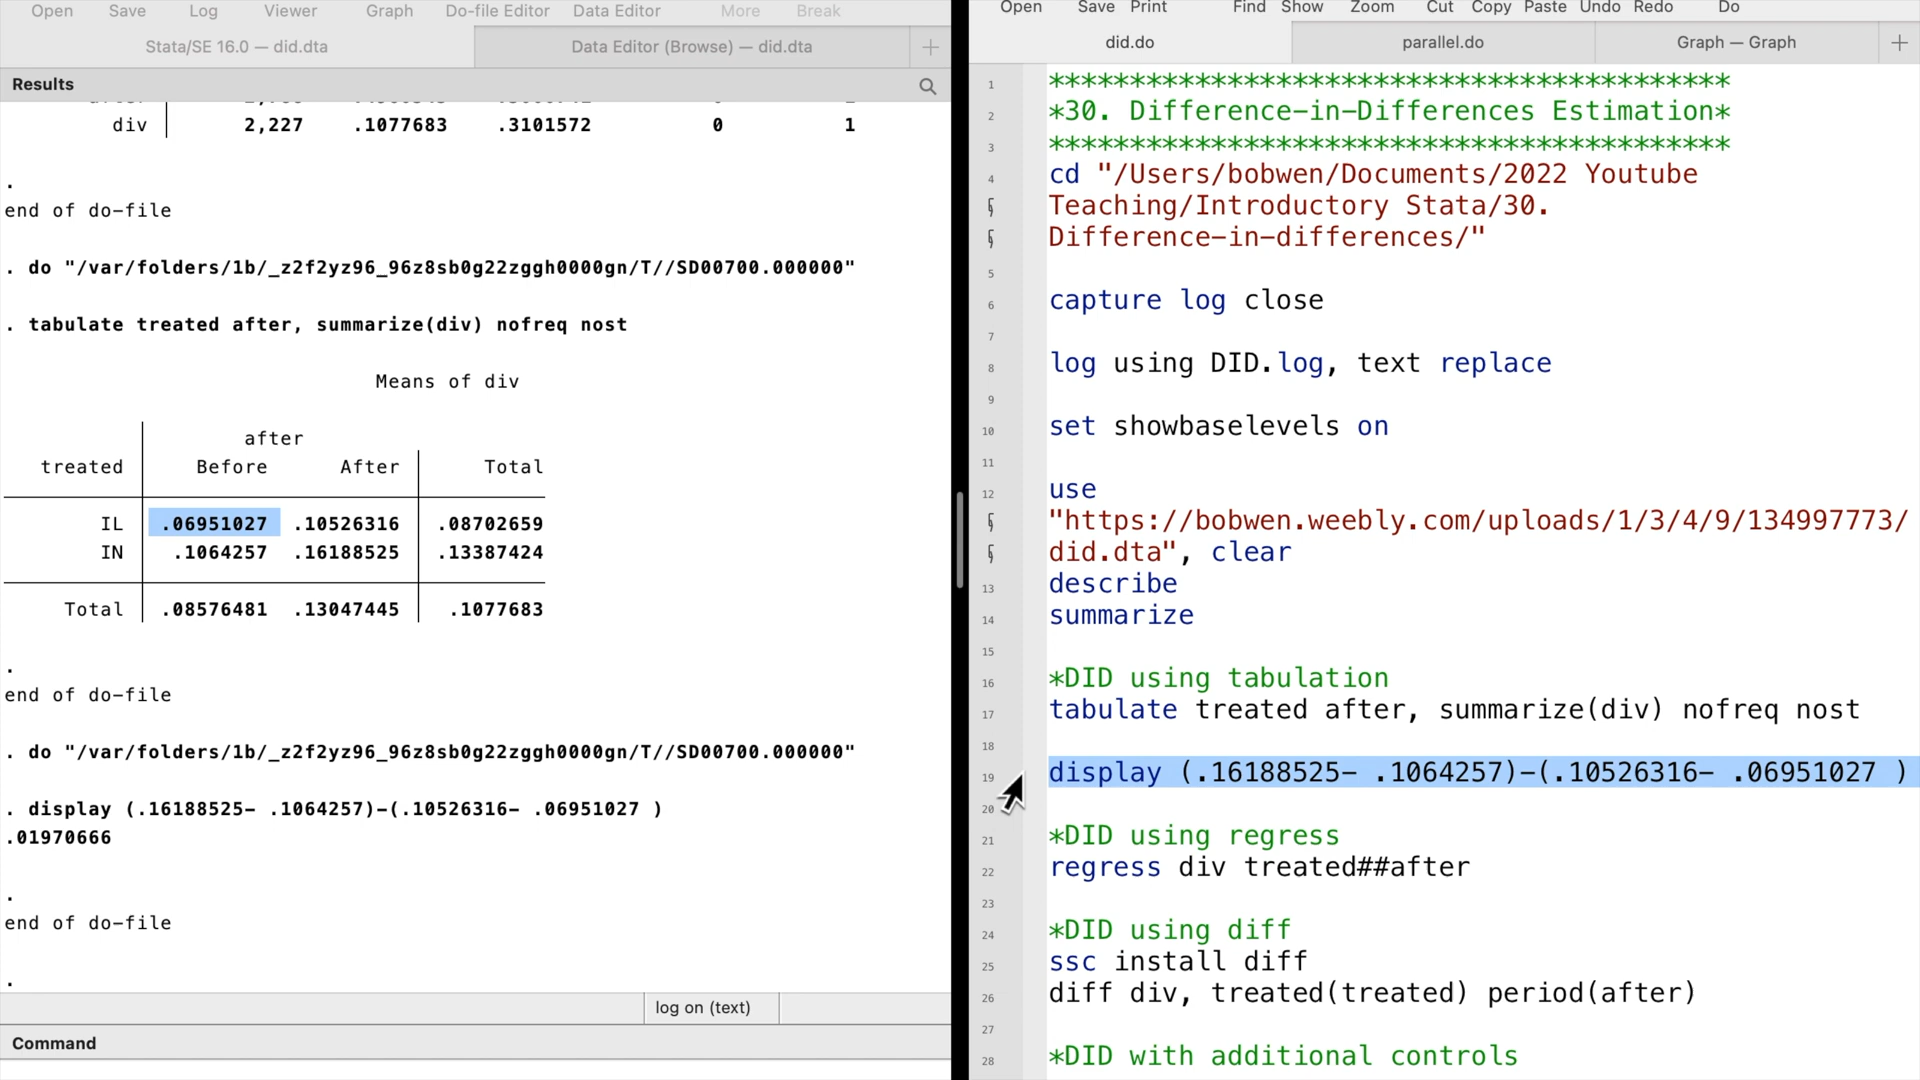 Open Save Log Viewer Graph Do-file Editor Data Editor More Break
Stata/SE 16.0 — did.dta
Data Editor (Browse) — did.dta
Results
div 2,227 .1077683 .3101572 0 1
.
end of do-file
. do "/var/folders/1b/_z2f2yz96_96z8sb0g22zggh0000gn/T//SD00700.000000"
. tabulate treated after, summarize(div) nofreq nost
Means of div
after
treated Before After Total
IL .06951027 .10526316 .08702659
IN .1064257 .16188525 .13387424
Total .08576481 .13047445 .1077683
.
end of do-file
. do "/var/folders/1b/_z2f2yz96_96z8sb0g22zggh0000gn/T//SD00700.000000"
. display (.16188525- .1064257)-(.10526316- .06951027 )
.01970666
.
end of do-file
.
log on (text)
Command
Open Save Print Find Show Zoom Cut Copy Paste Undo Redo Do
did.do
parallel.do
Graph — Graph
1 ******************************************
2 *30. Difference-in-Differences Estimation*
3 ******************************************
4 cd "/Users/bobwen/Documents/2022 Youtube
Teaching/Introductory Stata/30.
Difference-in-differences/"
5
6 capture log close
7
8 log using DID.log, text replace
9
10 set showbaselevels on
11
12 use
"https://bobwen.weebly.com/uploads/1/3/4/9/134997773/
did.dta", clear
13 describe
14 summarize
15
16 *DID using tabulation
17 tabulate treated after, summarize(div) nofreq nost
18
19 display (.16188525- .1064257)-(.10526316- .06951027 )
20
21 *DID using regress
22 regress div treated##after
23
24 *DID using diff
25 ssc install diff
26 diff div, treated(treated) period(after)
27
28 *DID with additional controls